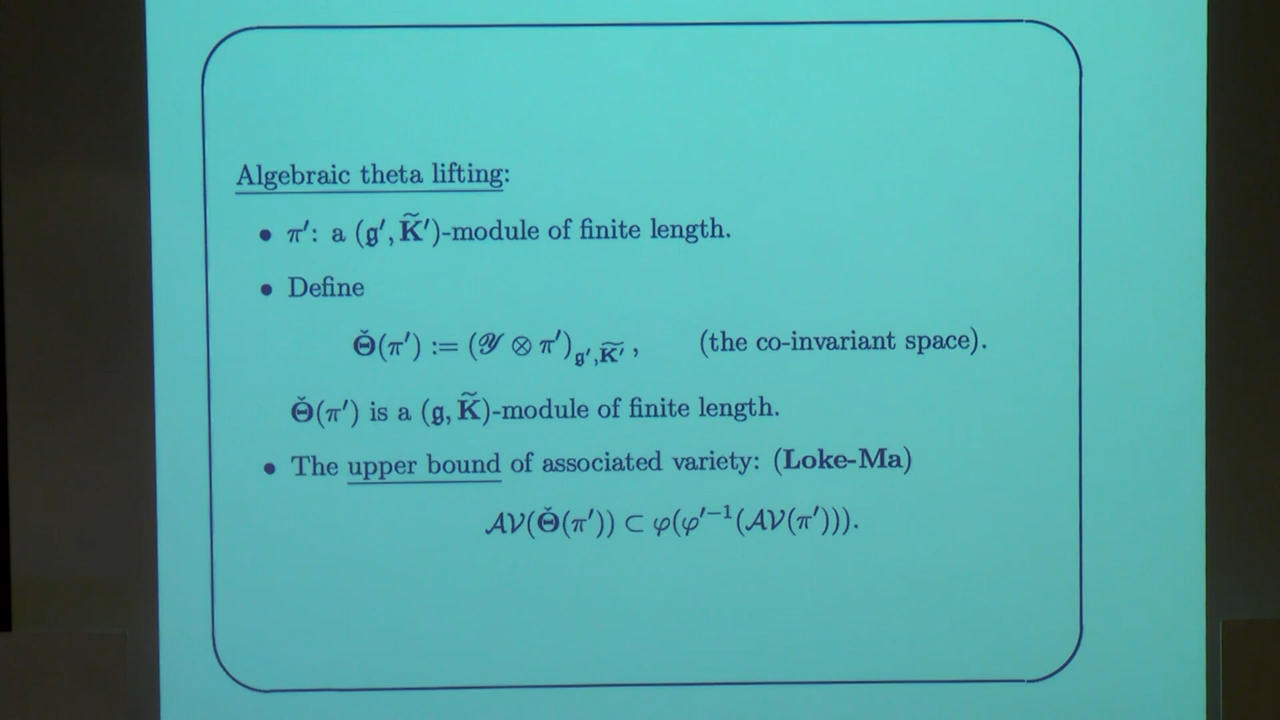 Algebraic theta lifting:
• π′: a (𝔤′, K̃′)-module of finite length.
• Define
Θ̌(π′) := (𝒴 ⊗ π′)_{𝔤′,K̃′} , (the co-invariant space).
Θ̌(π′) is a (𝔤, K̃)-module of finite length.
• The upper bound of associated variety: (Loke-Ma)
𝒜𝒱(Θ̌(π′)) ⊂ φ(φ′⁻¹(𝒜𝒱(π′))).